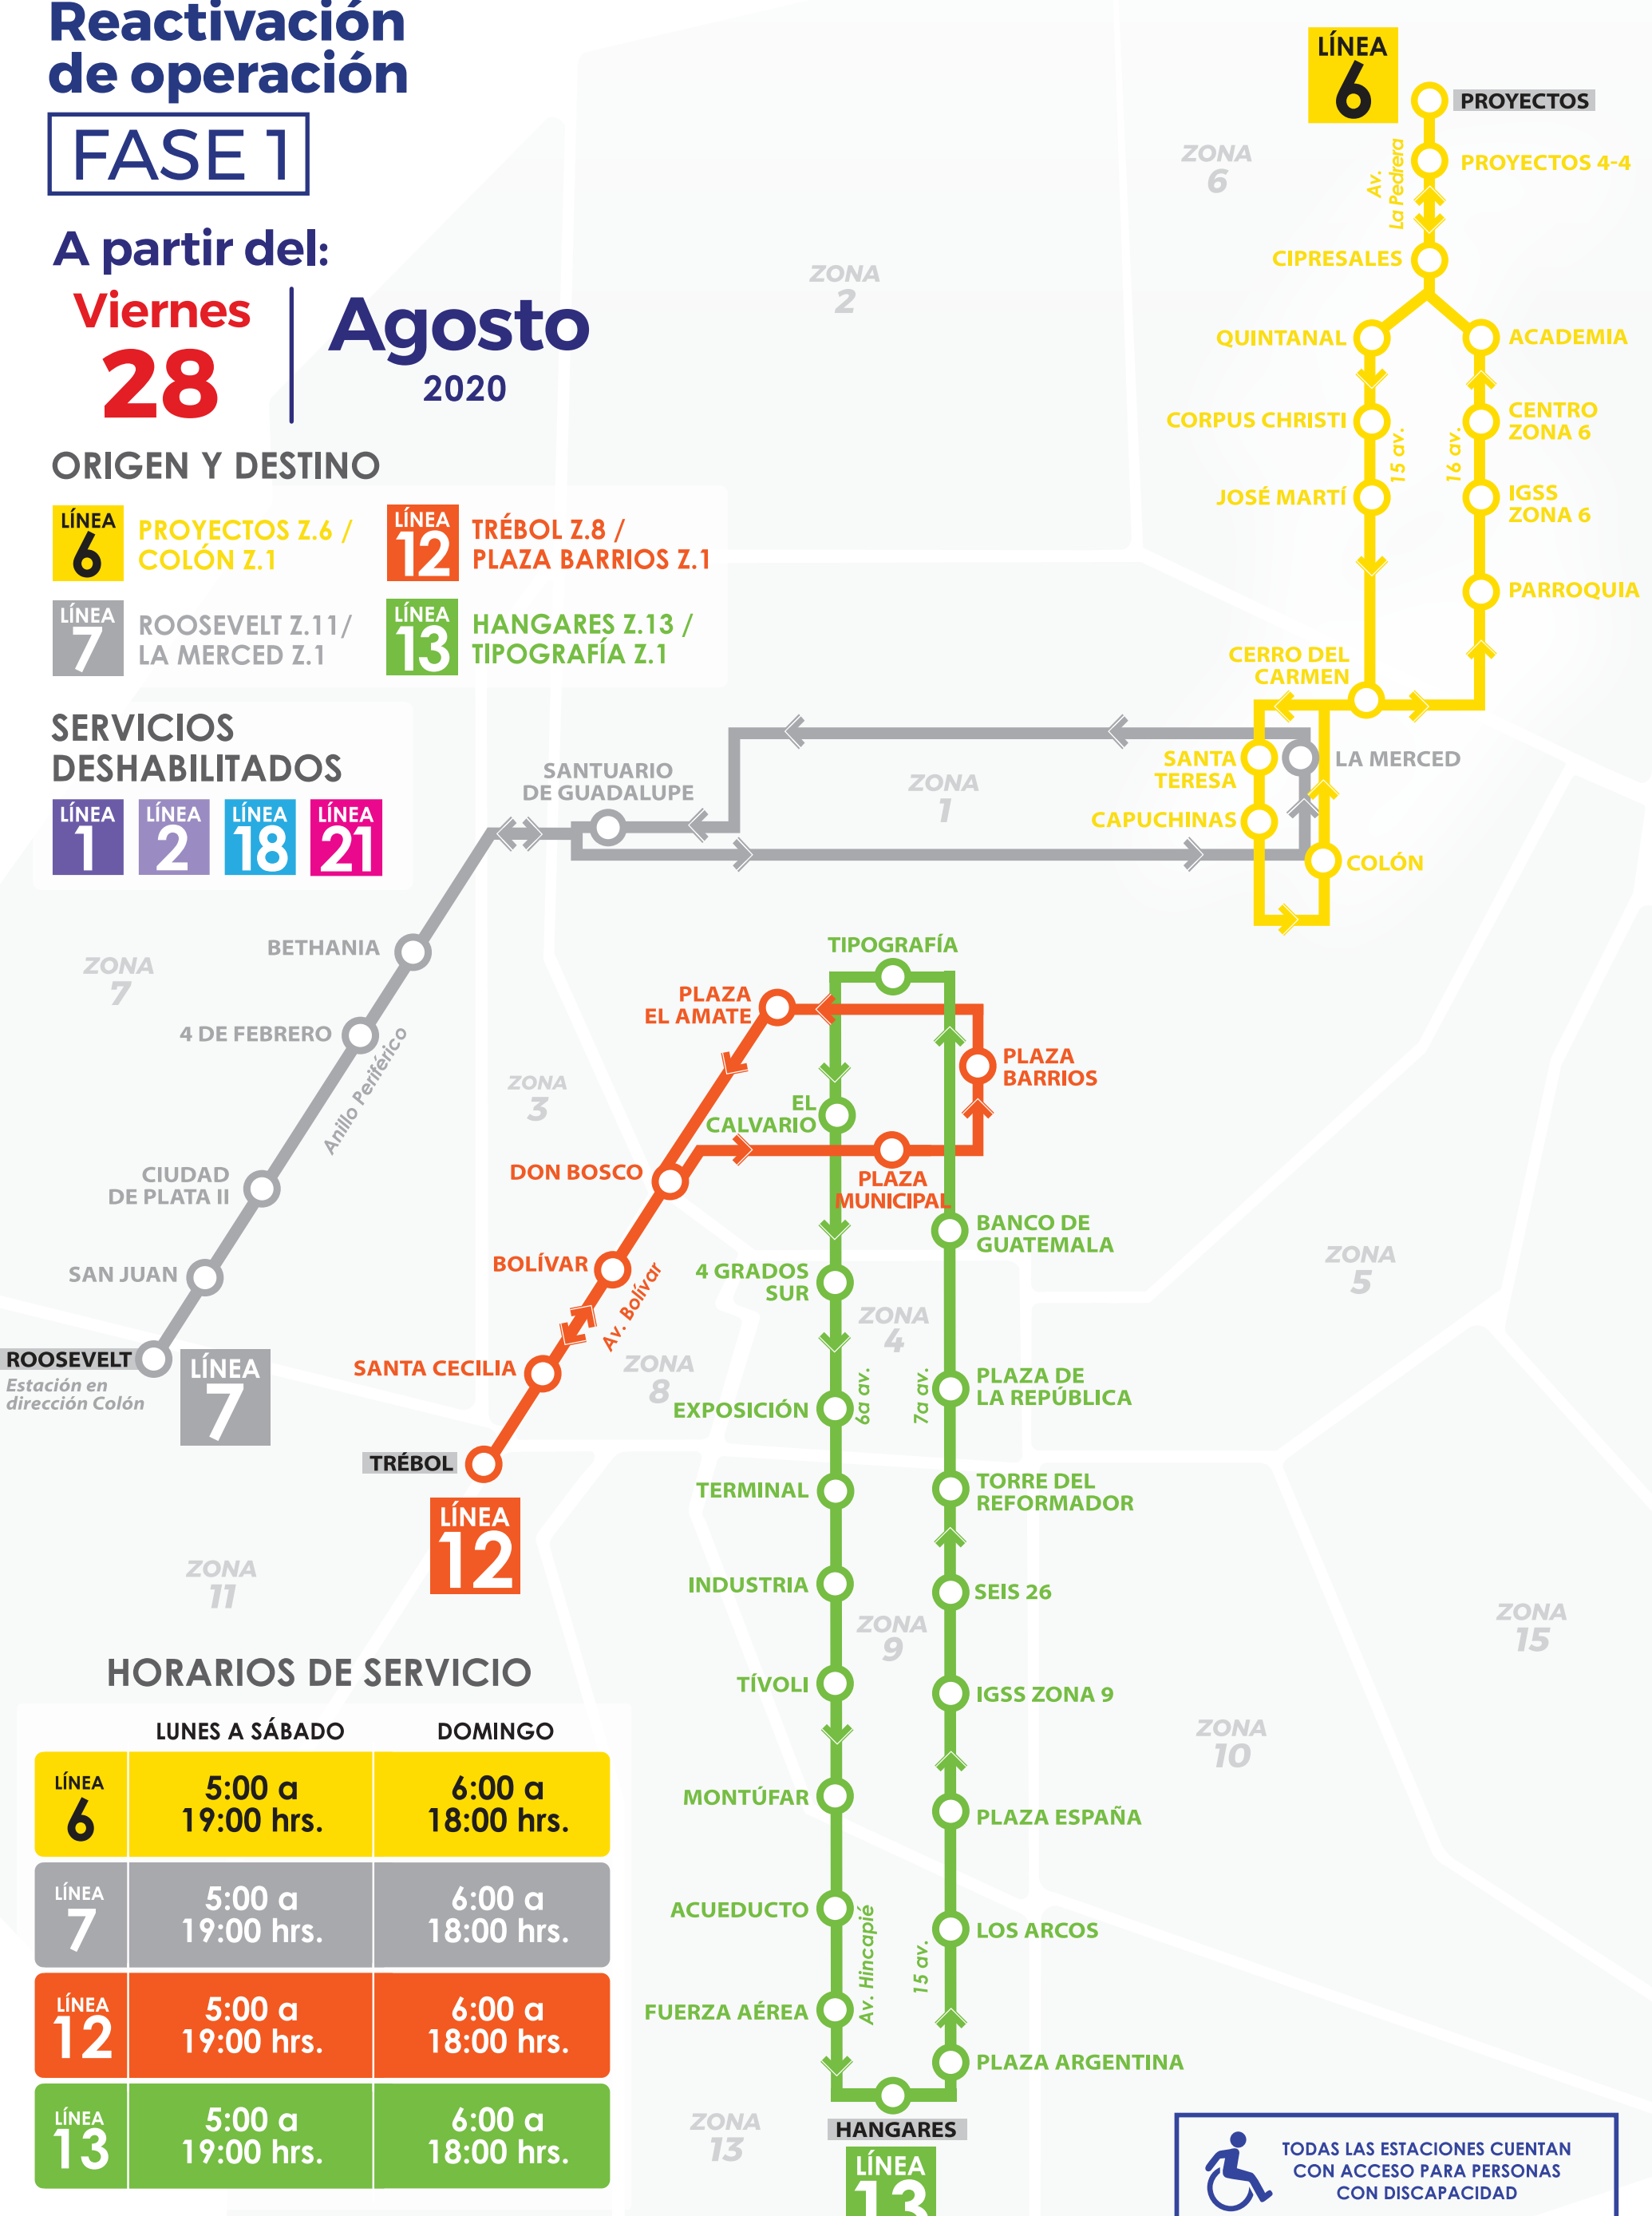 Reactivación
de operación
FASE 1
A partir del:
Viernes
28
Agosto
2020
ORIGEN Y DESTINO
LÍNEA
6
PROYECTOS Z.6 /
COLÓN Z.1
LÍNEA
12
TRÉBOL Z.8 /
PLAZA BARRIOS Z.1
LÍNEA
7
ROOSEVELT Z.11/
LA MERCED Z.1
LÍNEA
13
HANGARES Z.13 /
TIPOGRAFÍA Z.1
SERVICIOS
DESHABILITADOS
LÍNEA
1
LÍNEA
2
LÍNEA
18
LÍNEA
21
LÍNEA
6
PROYECTOS
PROYECTOS 4-4
Av.
La Pedrera
CIPRESALES
QUINTANAL
ACADEMIA
CORPUS CHRISTI
CENTRO
ZONA 6
15 av.
16 av.
JOSÉ MARTÍ
IGSS
ZONA 6
PARROQUIA
CERRO DEL
CARMEN
SANTA
TERESA
LA MERCED
CAPUCHINAS
COLÓN
ZONA
6
ZONA
2
ZONA
1
SANTUARIO
DE GUADALUPE
BETHANIA
4 DE FEBRERO
Anillo Periférico
CIUDAD
DE PLATA II
SAN JUAN
ROOSEVELT
Estación en
dirección Colón
LÍNEA
7
ZONA
7
ZONA
3
TIPOGRAFÍA
PLAZA
EL AMATE
PLAZA
BARRIOS
EL
CALVARIO
DON BOSCO
PLAZA
MUNICIPAL
BOLÍVAR
Av. Bolívar
SANTA CECILIA
TRÉBOL
LÍNEA
12
BANCO DE
GUATEMALA
4 GRADOS
SUR
ZONA
4
ZONA
5
ZONA
8
EXPOSICIÓN
6a av.
7a av.
PLAZA DE
LA REPÚBLICA
TERMINAL
TORRE DEL
REFORMADOR
INDUSTRIA
SEIS 26
ZONA
9
ZONA
11
ZONA
15
TÍVOLI
IGSS ZONA 9
ZONA
10
MONTÚFAR
PLAZA ESPAÑA
ACUEDUCTO
LOS ARCOS
Av. Hincapié
15 av.
FUERZA AÉREA
PLAZA ARGENTINA
HANGARES
LÍNEA
13
ZONA
13
HORARIOS DE SERVICIO
LUNES A SÁBADO
DOMINGO
LÍNEA
6
5:00 a
19:00 hrs.
6:00 a
18:00 hrs.
LÍNEA
7
5:00 a
19:00 hrs.
6:00 a
18:00 hrs.
LÍNEA
12
5:00 a
19:00 hrs.
6:00 a
18:00 hrs.
LÍNEA
13
5:00 a
19:00 hrs.
6:00 a
18:00 hrs.
TODAS LAS ESTACIONES CUENTAN
CON ACCESO PARA PERSONAS
CON DISCAPACIDAD